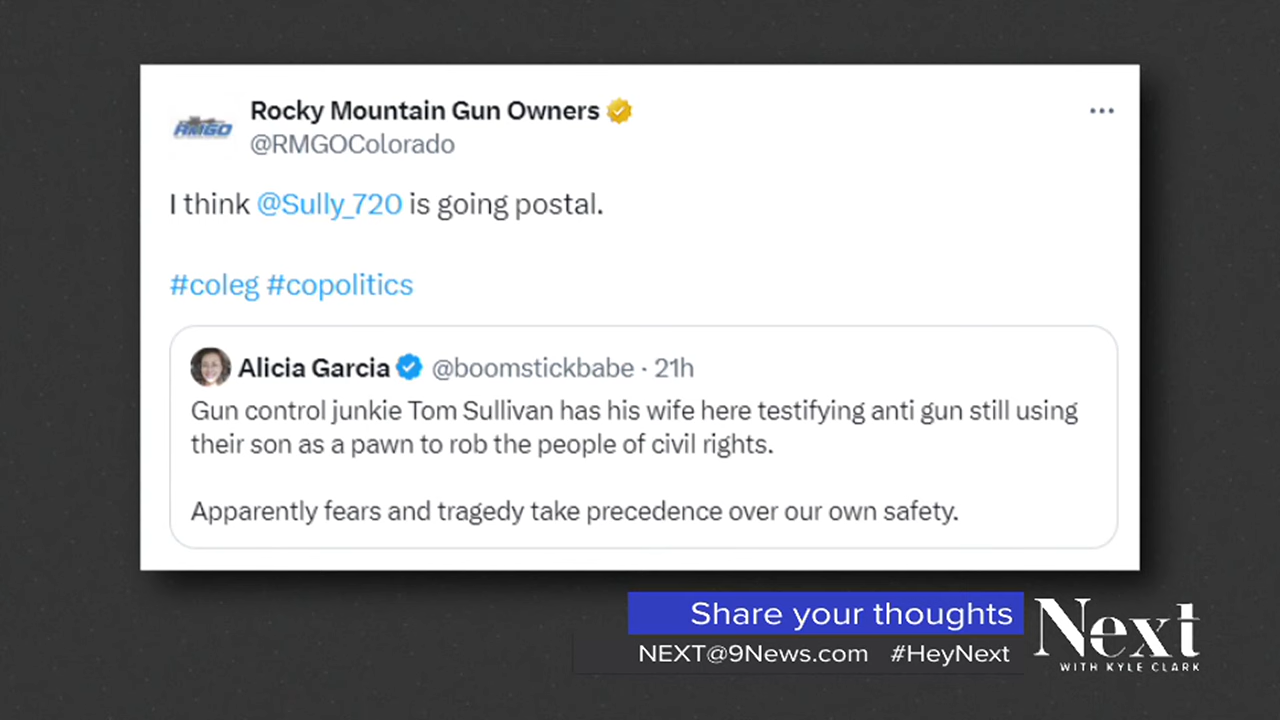 RMGO
Rocky Mountain Gun Owners
@RMGOColorado
I think @Sully_720 is going postal.
#coleg #copolitics
Alicia Garcia @boomstickbabe · 21h
Gun control junkie Tom Sullivan has his wife here testifying anti gun still using
their son as a pawn to rob the people of civil rights.
Apparently fears and tragedy take precedence over our own safety.
Share your thoughts
NEXT@9News.com #HeyNext
Next
WITH KYLE CLARK